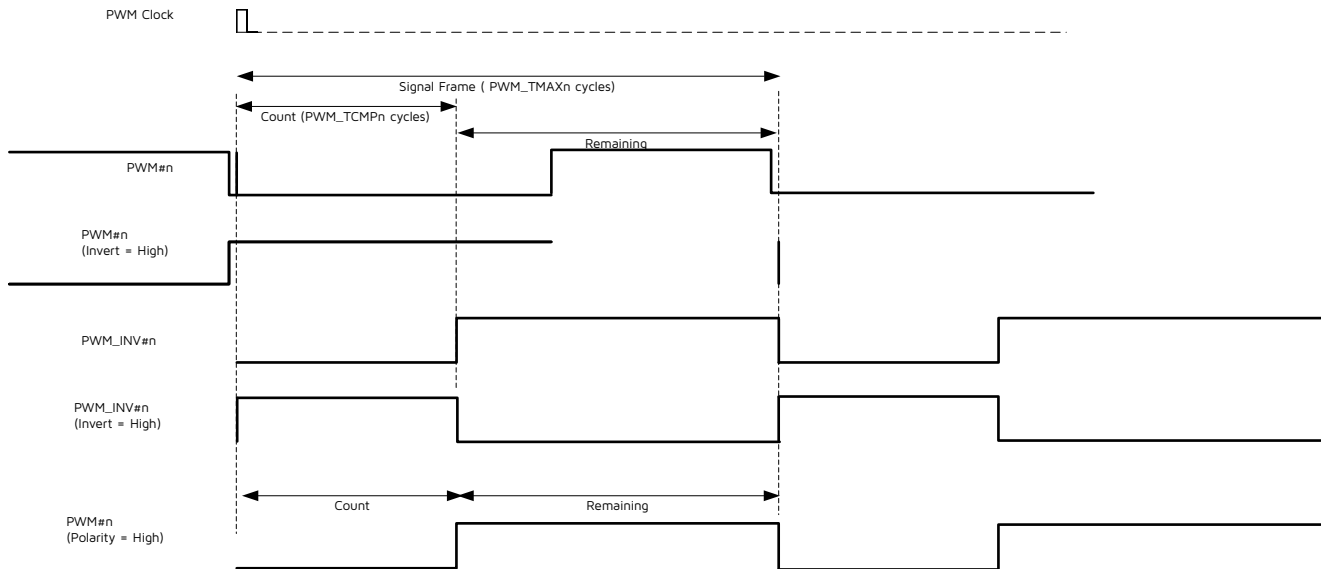 PWM Clock
Signal Frame ( PWM_TMAXn cycles)
Count (PWM_TCMPn cycles)
Remaining
PWM#n
PWM#n
(Invert = High)
PWM_INV#n
PWM_INV#n
(Invert = High)
Count
Remaining
PWM#n
(Polarity = High)